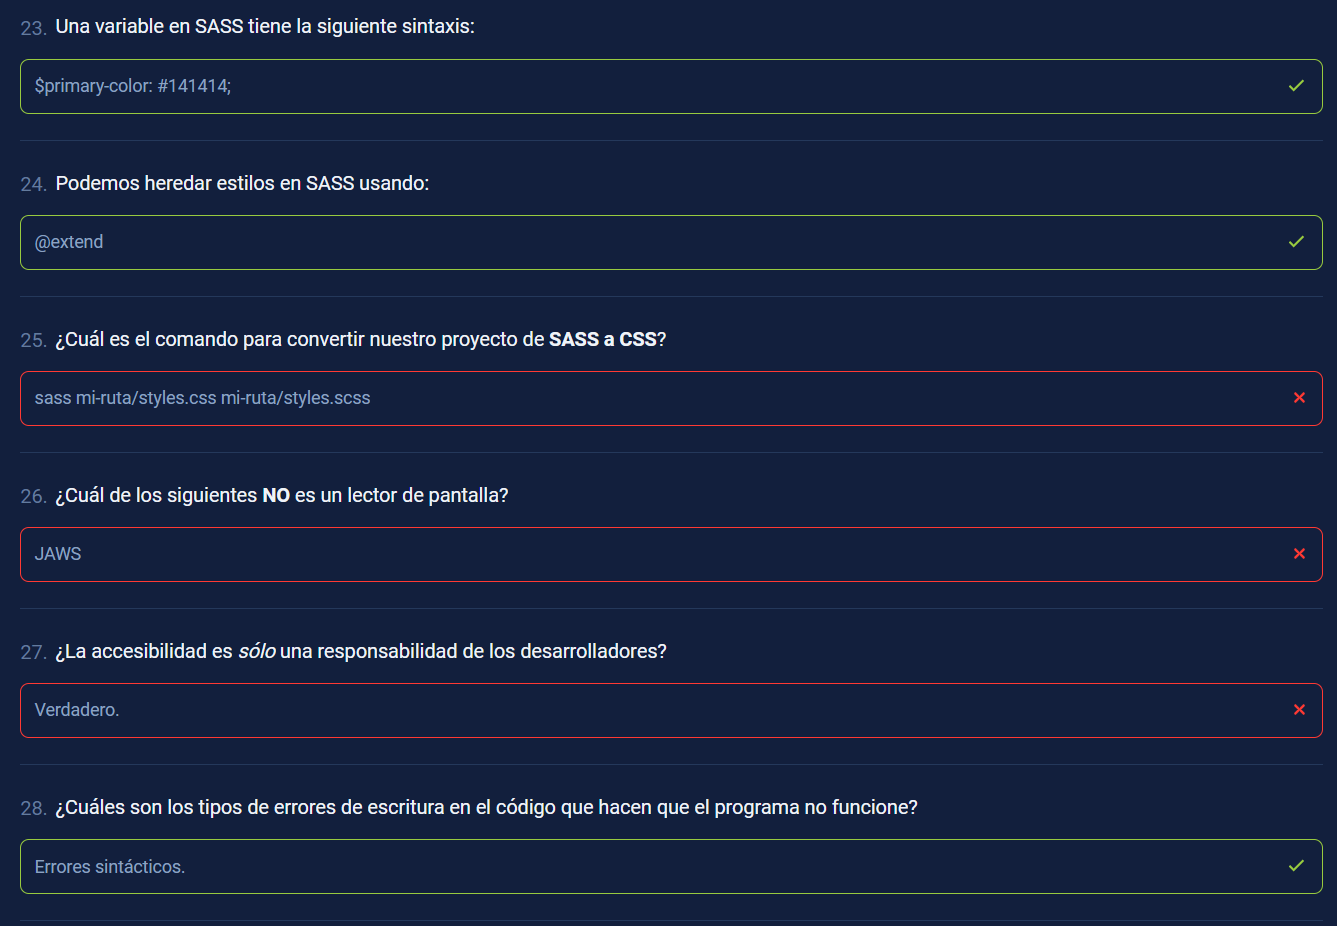 23. Una variable en SASS tiene la siguiente sintaxis:
$primary-color: #141414;
24. Podemos heredar estilos en SASS usando:
@extend
25. ¿Cuál es el comando para convertir nuestro proyecto de SASS a CSS?
sass mi-ruta/styles.css mi-ruta/styles.scss
26. ¿Cuál de los siguientes NO es un lector de pantalla?
JAWS
27. ¿La accesibilidad es sólo una responsabilidad de los desarrolladores?
Verdadero.
28. ¿Cuáles son los tipos de errores de escritura en el código que hacen que el programa no funcione?
Errores sintácticos.